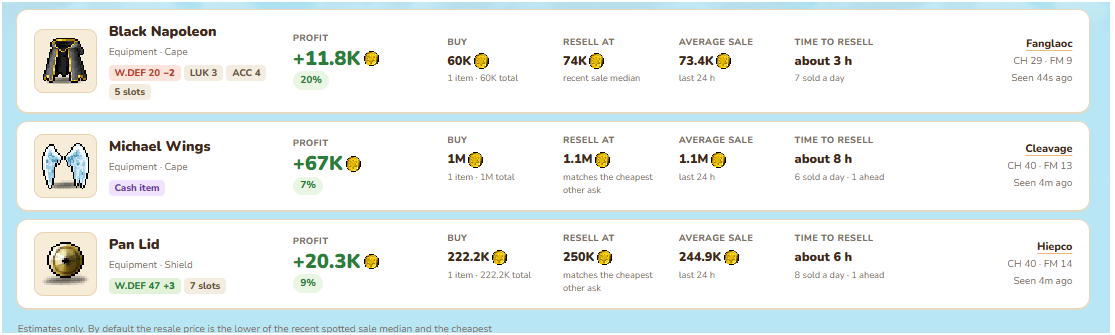 Black Napoleon
Equipment · Cape
W.DEF 20 −2 LUK 3 ACC 4
5 slots
PROFIT
+11.8K
20%
BUY
60K
1 item · 60K total
RESELL AT
74K
recent sale median
AVERAGE SALE
73.4K
last 24 h
TIME TO RESELL
about 3 h
7 sold a day
Fanglaoc
CH 29 · FM 9
Seen 44s ago
Michael Wings
Equipment · Cape
Cash item
PROFIT
+67K
7%
BUY
1M
1 item · 1M total
RESELL AT
1.1M
matches the cheapest
other ask
AVERAGE SALE
1.1M
last 24 h
TIME TO RESELL
about 8 h
6 sold a day · 1 ahead
Cleavage
CH 40 · FM 13
Seen 4m ago
Pan Lid
Equipment · Shield
W.DEF 47 +3 7 slots
PROFIT
+20.3K
9%
BUY
222.2K
1 item · 222.2K total
RESELL AT
250K
matches the cheapest
other ask
AVERAGE SALE
244.9K
last 24 h
TIME TO RESELL
about 6 h
8 sold a day · 1 ahead
Hiepco
CH 40 · FM 14
Seen 4m ago
Estimates only. By default the resale price is the lower of the recent spotted sale median and the cheapest